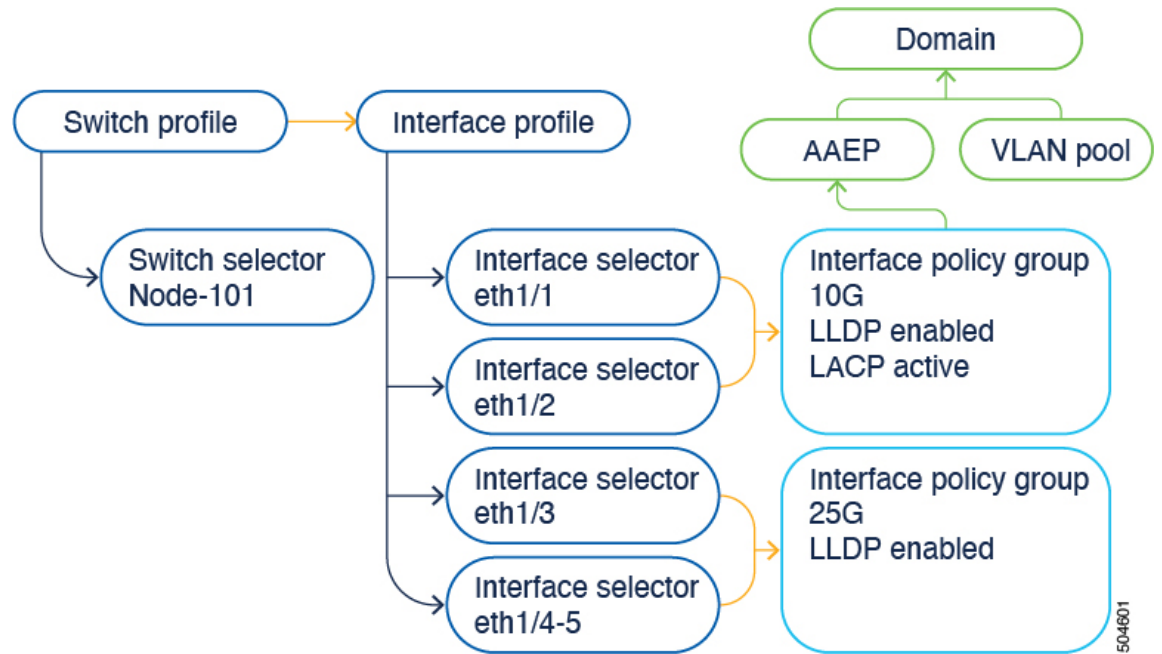 Domain
Switch profile
Interface profile
AAEP
VLAN pool
Switch selector
Node-101
Interface selector
eth1/1
Interface selector
eth1/2
Interface selector
eth1/3
Interface selector
eth1/4-5
Interface policy group
10G
LLDP enabled
LACP active
Interface policy group
25G
LLDP enabled
504601